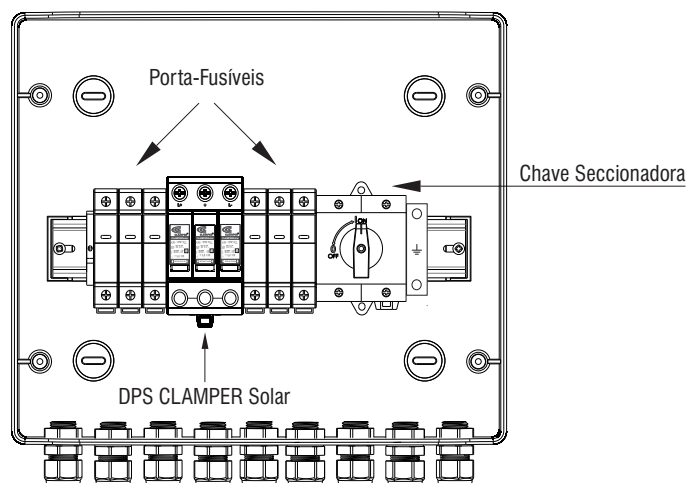 Porta-Fusíveis
Chave Seccionadora
L+
L-
ON
OFF
DPS CLAMPER Solar